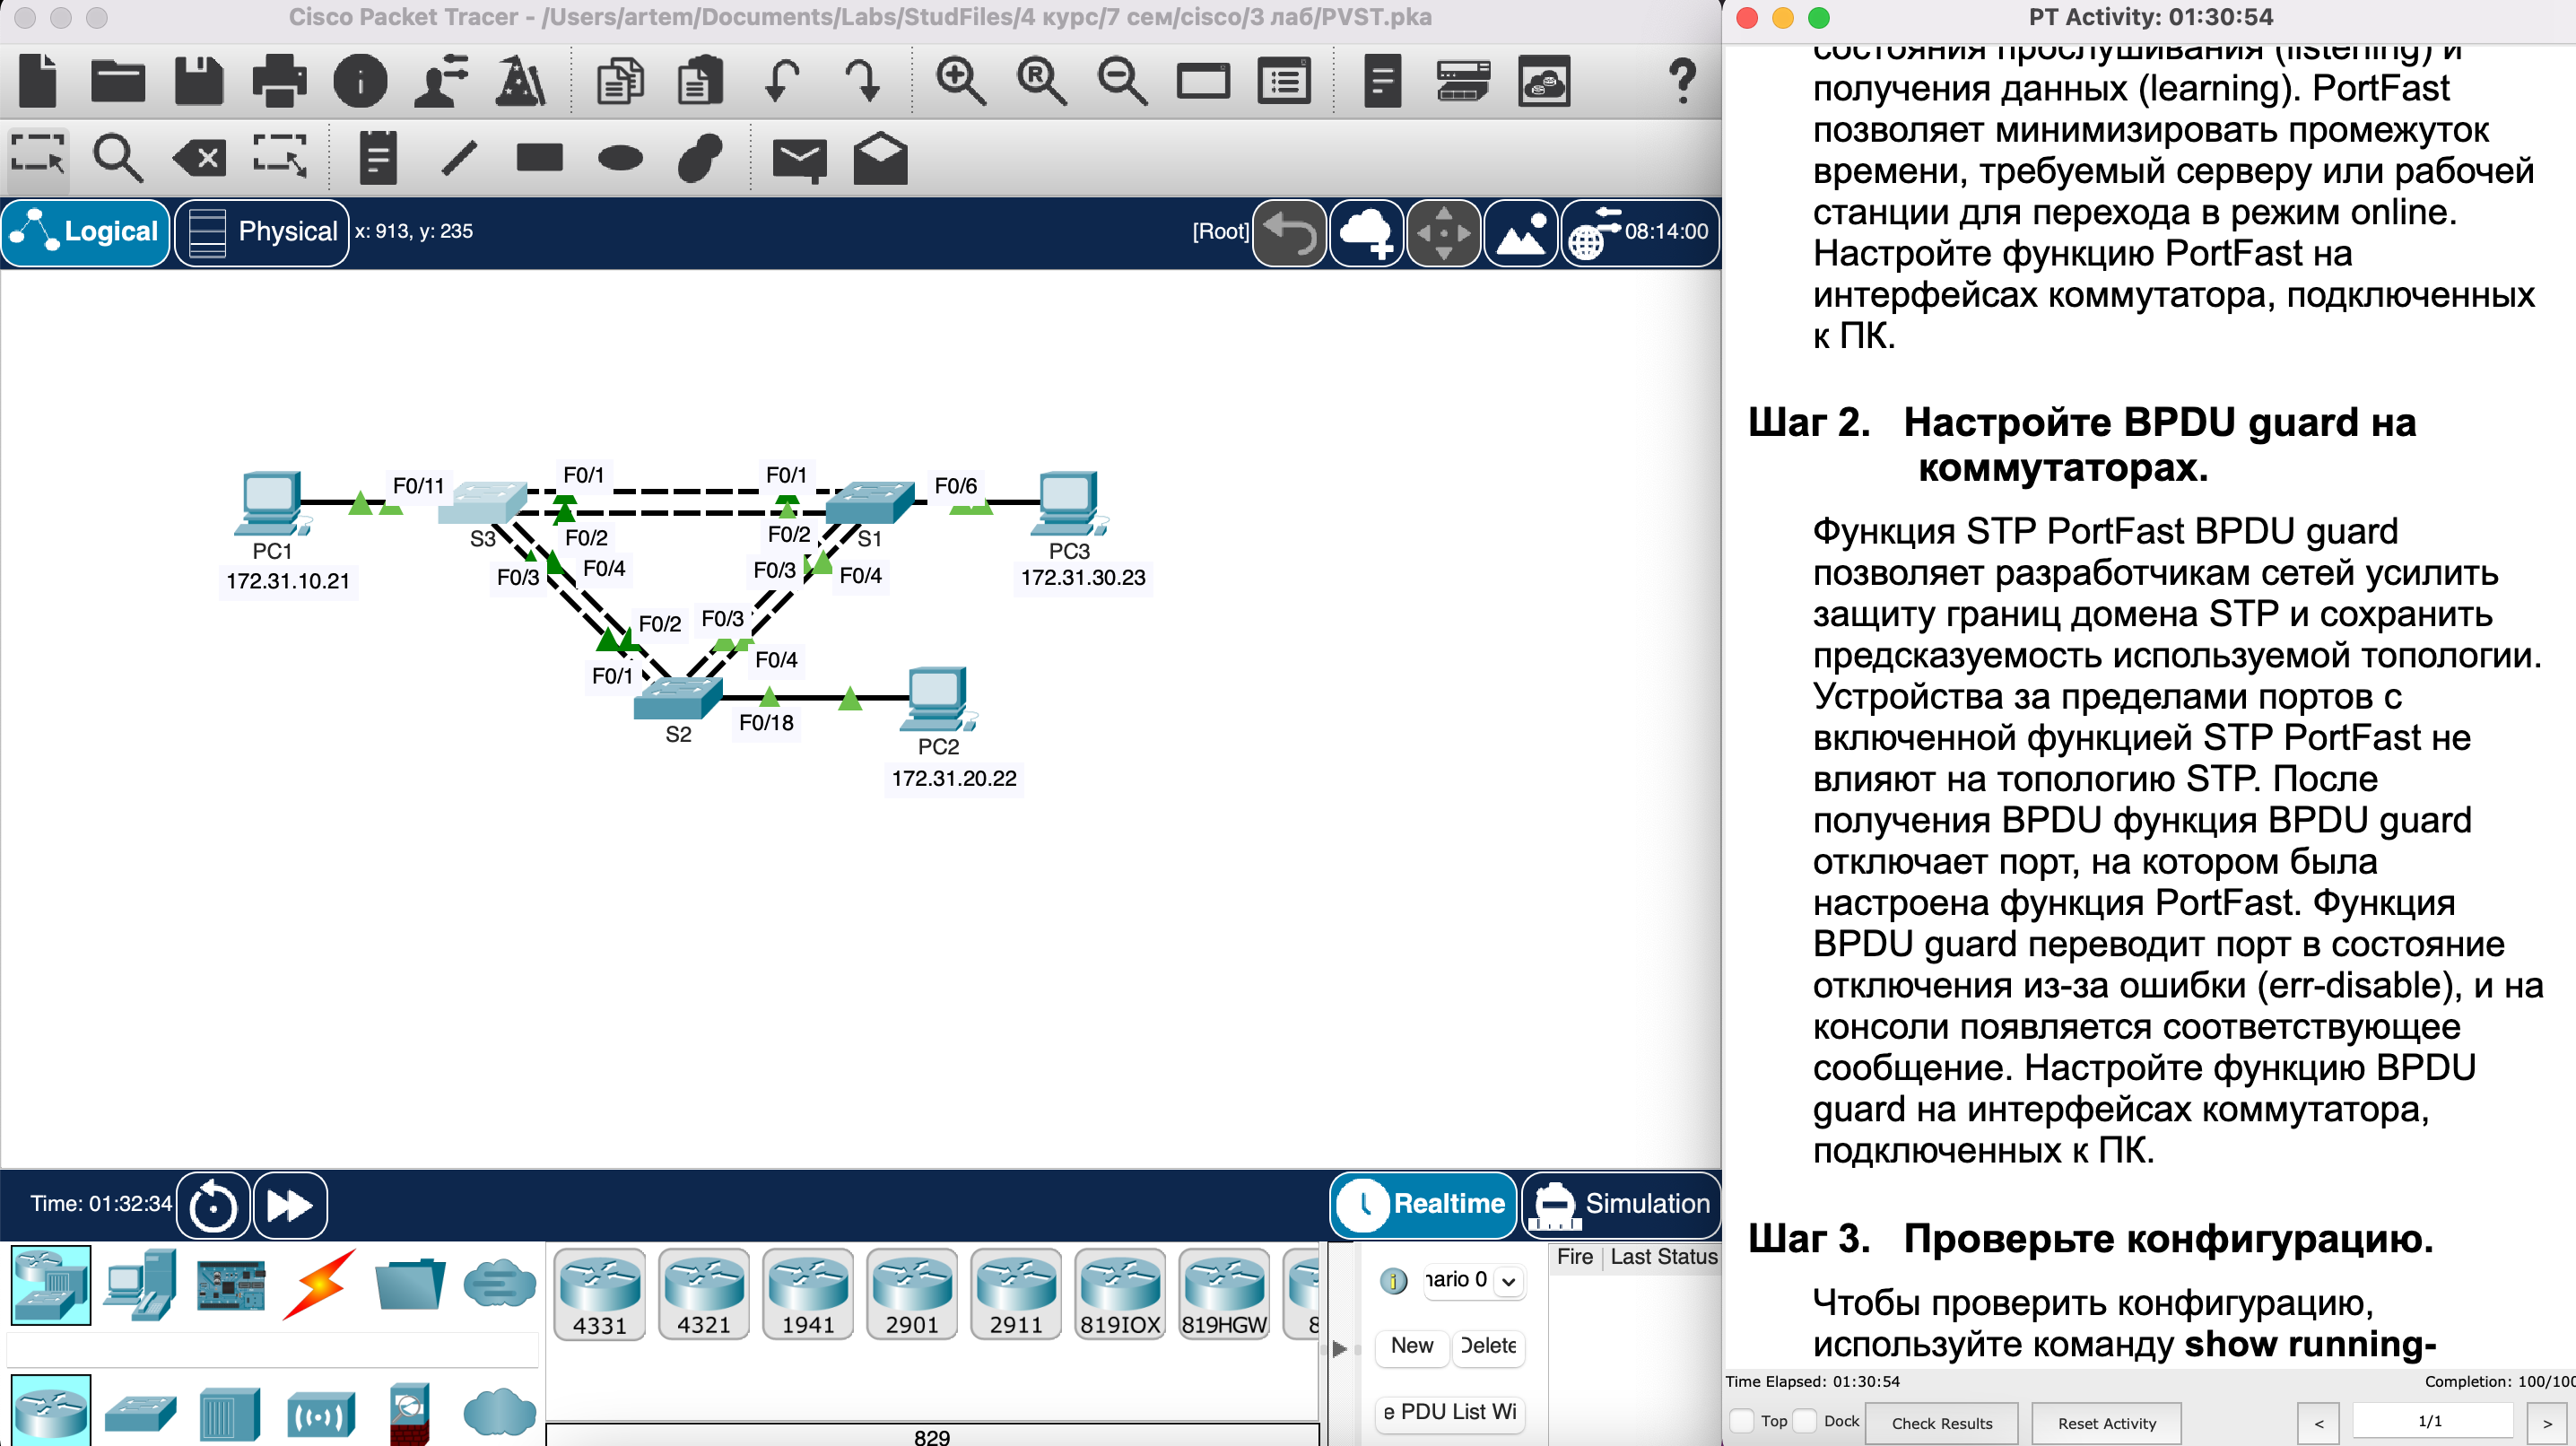 Cisco Packet Tracer - /Users/artem/Documents/Labs/StudFiles/4 курс/7 сем/cisco/3 лаб/PVST.pka
Logical
Physical
x: 913, y: 235
[Root]
08:14:00
F0/11
F0/1
F0/1
F0/6
F0/2
F0/2
S3
S1
PC1
PC3
172.31.10.21
172.31.30.23
F0/3
F0/4
F0/3
F0/4
F0/2
F0/3
F0/1
F0/4
S2
F0/18
PC2
172.31.20.22
Time: 01:32:34
Realtime
Simulation
4331
4321
1941
2901
2911
819IOX
819HGW
8
829
nario 0
New
Delete
e PDU List Wi
Fire
Last Status
PT Activity: 01:30:54
состояния прослушивания (listening) и
получения данных (learning). PortFast
позволяет минимизировать промежуток
времени, требуемый серверу или рабочей
станции для перехода в режим online.
Настройте функцию PortFast на
интерфейсах коммутатора, подключенных
к ПК.
Шаг 2. Настройте BPDU guard на
коммутаторах.
Функция STP PortFast BPDU guard
позволяет разработчикам сетей усилить
защиту границ домена STP и сохранить
предсказуемость используемой топологии.
Устройства за пределами портов с
включенной функцией STP PortFast не
влияют на топологию STP. После
получения BPDU функция BPDU guard
отключает порт, на котором была
настроена функция PortFast. Функция
BPDU guard переводит порт в состояние
отключения из-за ошибки (err-disable), и на
консоли появляется соответствующее
сообщение. Настройте функцию BPDU
guard на интерфейсах коммутатора,
подключенных к ПК.
Шаг 3. Проверьте конфигурацию.
Чтобы проверить конфигурацию,
используйте команду show running-
Time Elapsed: 01:30:54
Completion: 100/100
Top
Dock
Check Results
Reset Activity
<
1/1
>